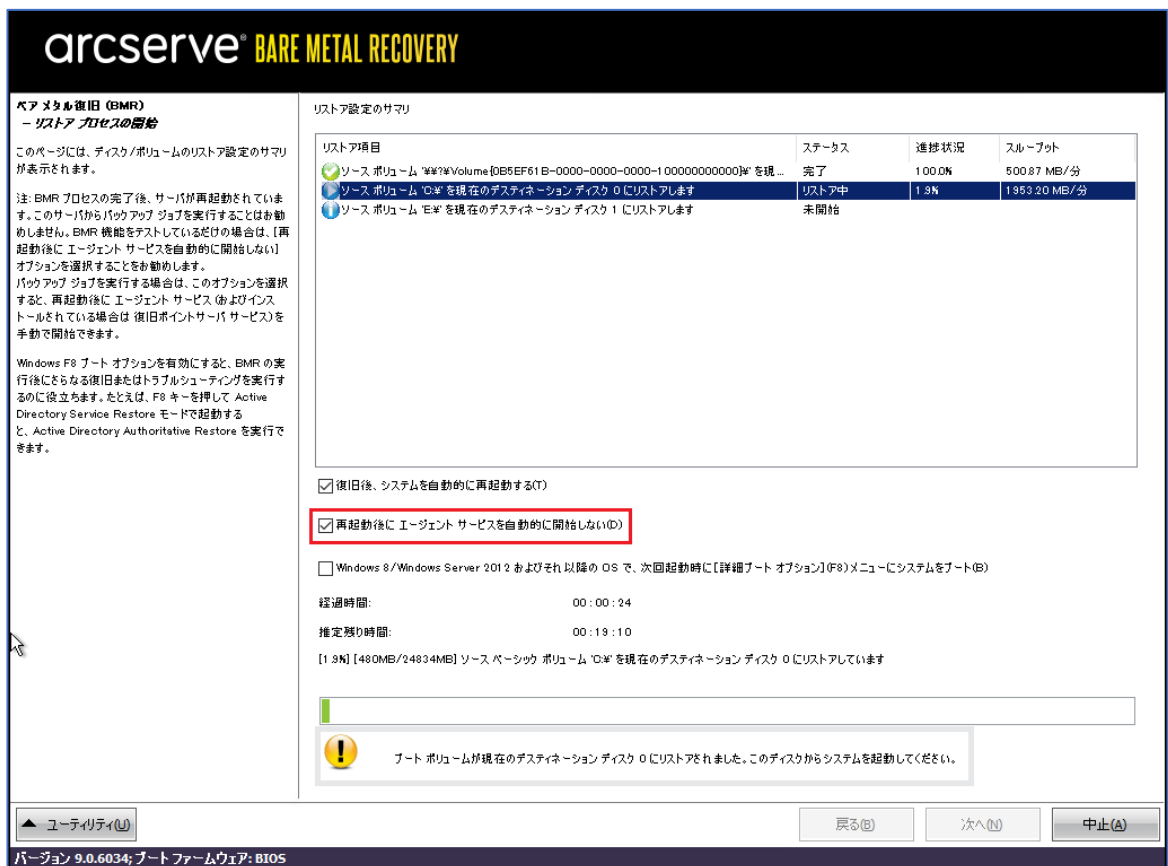 arcserve® BARE METAL RECOVERY
ベア メタル復旧 (BMR)
– リストア プロセスの開始
このページには、ディスク/ボリュームのリストア設定のサマリ
が表示されます。
注: BMR プロセスの完了後、サーバが再起動されていま
す。このサーバからバックアップ ジョブを実行することはお勧
めしません。BMR 機能をテストしているだけの場合は、[再
起動後に エージェント サービスを自動的に開始しない]
オプションを選択することをお勧めします。
バックアップ ジョブを実行する場合は、このオプションを選択
すると、再起動後に エージェント サービス (およびインス
トールされている場合は 復旧ポイントサーバ サービス)を
手動で開始できます。
Windows F8 ブート オプションを有効にすると、BMR の実
行後にさらなる復旧またはトラブルシューティングを実行す
るのに役立ちます。たとえば、F8 キーを押して Active
Directory Service Restore モードで起動する
と、Active Directory Authoritative Restore を実行で
きます。
リストア設定のサマリ
リストア項目 ステータス 進捗状況 スループット
ソース ボリューム '¥¥?¥Volume{0B5EF61B-0000-0000-0000-100000000000}¥' を現... 完了 100.0% 500.87 MB/分
ソース ボリューム 'C:¥' を現在のデスティネーション ディスク 0 にリストアします リストア中 1.9% 1953.20 MB/分
ソース ボリューム 'E:¥' を現在のデスティネーション ディスク 1 にリストアします 未開始
復旧後、システムを自動的に再起動する(T)
再起動後に エージェント サービスを自動的に開始しない(D)
Windows 8/Windows Server 2012 およびそれ以降の OS で、次回起動時に[詳細ブート オプション](F8)メニューにシステムをブート(B)
経過時間: 00 : 00 : 24
推定残り時間: 00 : 19 : 10
[1.9%] [480MB/24834MB] ソース ベーシック ボリューム 'C:¥' を現在のデスティネーション ディスク 0 にリストアしています
ブート ボリュームが現在のデスティネーション ディスク 0 にリストアされました。このディスクからシステムを起動してください。
ユーティリティ(U) 戻る(B) 次へ(N) 中止(A)
バージョン 9.0.6034; ブート ファームウェア: BIOS